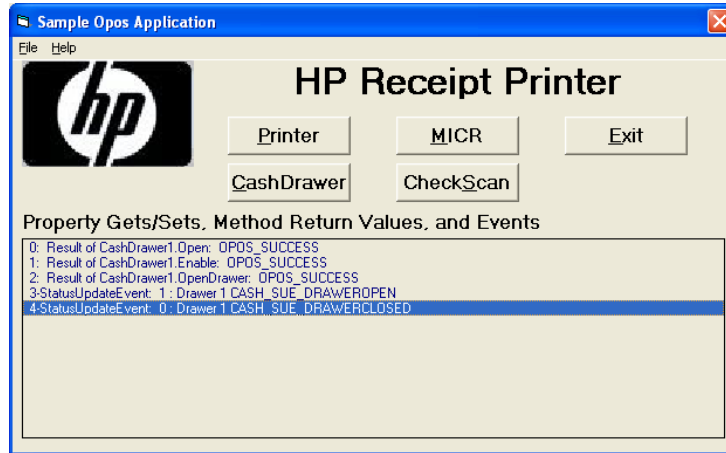 Sample Opos Application
File Help
hp
HP Receipt Printer
Printer MICR Exit
CashDrawer CheckScan
Property Gets/Sets, Method Return Values, and Events
0: Result of CashDrawer1.Open: OPOS_SUCCESS
1: Result of CashDrawer1.Enable: OPOS_SUCCESS
2: Result of CashDrawer1.OpenDrawer: OPOS_SUCCESS
3-StatusUpdateEvent: 1 : Drawer 1 CASH_SUE_DRAWEROPEN
4-StatusUpdateEvent: 0 : Drawer 1 CASH_SUE_DRAWERCLOSED